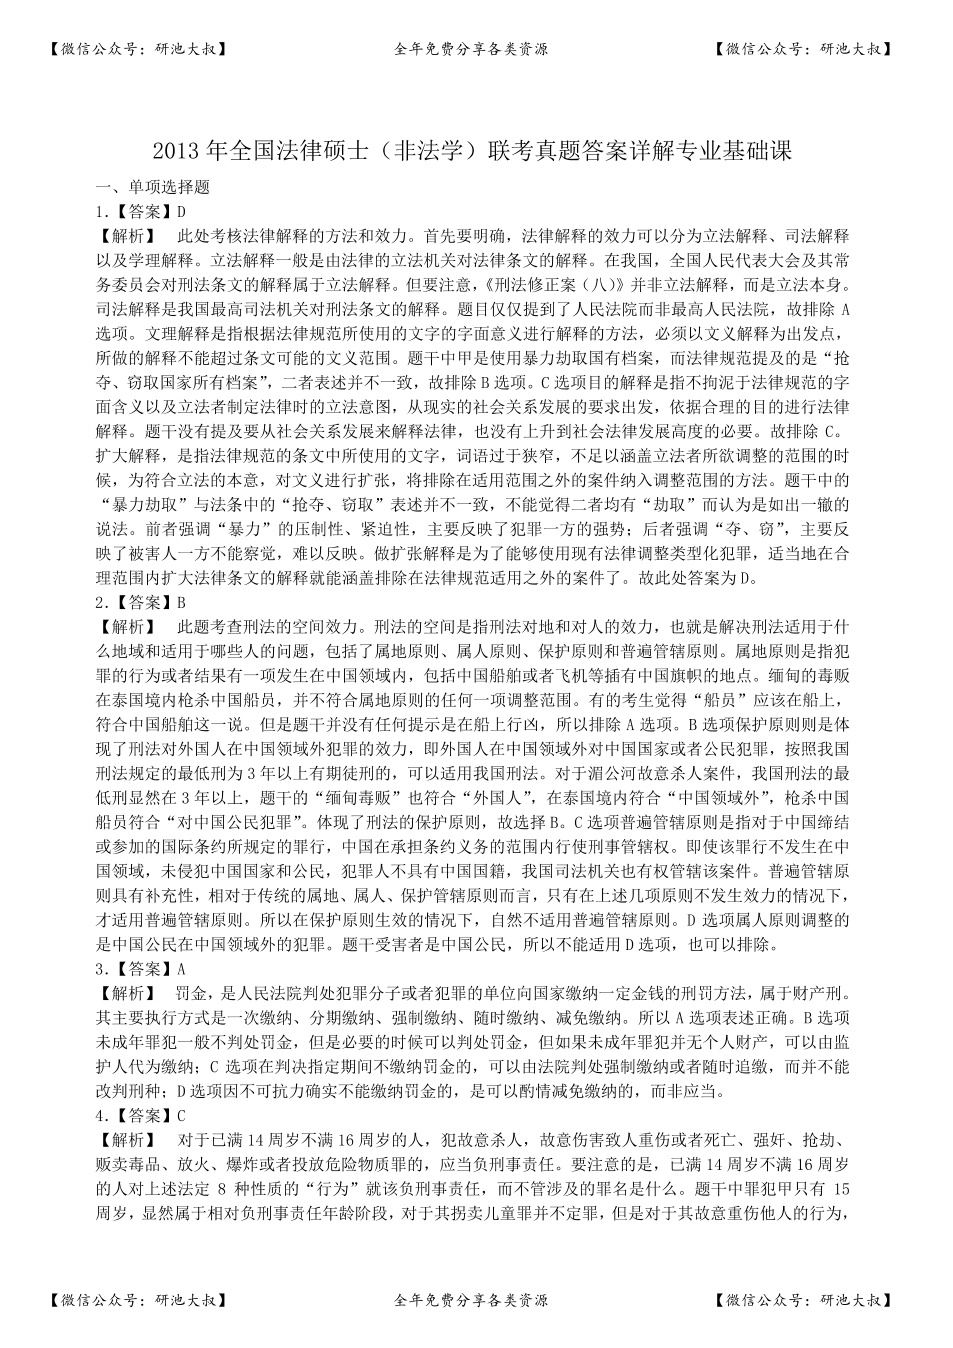 【微信公众号：研池大叔】 全年免费分享各类资源 【微信公众号：研池大叔】
2013 年全国法律硕士（非法学）联考真题答案详解专业基础课
一、单项选择题
1.【答案】D
【解析】 此处考核法律解释的方法和效力。首先要明确，法律解释的效力可以分为立法解释、司法解释
以及学理解释。立法解释一般是由法律的立法机关对法律条文的解释。在我国，全国人民代表大会及其常
务委员会对刑法条文的解释属于立法解释。但要注意，《刑法修正案（八）》并非立法解释，而是立法本身。
司法解释是我国最高司法机关对刑法条文的解释。题目仅仅提到了人民法院而非最高人民法院，故排除 A
选项。文理解释是指根据法律规范所使用的文字的字面意义进行解释的方法，必须以文义解释为出发点，
所做的解释不能超过条文可能的文义范围。题干中甲是使用暴力劫取国有档案，而法律规范提及的是“抢
夺、窃取国家所有档案”，二者表述并不一致，故排除 B 选项。C 选项目的解释是指不拘泥于法律规范的字
面含义以及立法者制定法律时的立法意图，从现实的社会关系发展的要求出发，依据合理的目的进行法律
解释。题干没有提及要从社会关系发展来解释法律，也没有上升到社会法律发展高度的必要。故排除 C。
扩大解释，是指法律规范的条文中所使用的文字，词语过于狭窄，不足以涵盖立法者所欲调整的范围的时
候，为符合立法的本意，对文义进行扩张，将排除在适用范围之外的案件纳入调整范围的方法。题干中的
“暴力劫取”与法条中的“抢夺、窃取”表述并不一致，不能觉得二者均有“劫取”而认为是如出一辙的
说法。前者强调“暴力”的压制性、紧迫性，主要反映了犯罪一方的强势；后者强调“夺、窃”，主要反
映了被害人一方不能察觉，难以反映。做扩张解释是为了能够使用现有法律调整类型化犯罪，适当地在合
理范围内扩大法律条文的解释就能涵盖排除在法律规范适用之外的案件了。故此处答案为 D。
2.【答案】B
【解析】 此题考查刑法的空间效力。刑法的空间是指刑法对地和对人的效力，也就是解决刑法适用于什
么地域和适用于哪些人的问题，包括了属地原则、属人原则、保护原则和普遍管辖原则。属地原则是指犯
罪的行为或者结果有一项发生在中国领域内，包括中国船舶或者飞机等插有中国旗帜的地点。缅甸的毒贩
在泰国境内枪杀中国船员，并不符合属地原则的任何一项调整范围。有的考生觉得“船员”应该在船上，
符合中国船舶这一说。但是题干并没有任何提示是在船上行凶，所以排除 A 选项。B 选项保护原则则是体
现了刑法对外国人在中国领域外犯罪的效力，即外国人在中国领域外对中国国家或者公民犯罪，按照我国
刑法规定的最低刑为 3 年以上有期徒刑的，可以适用我国刑法。对于湄公河故意杀人案件，我国刑法的最
低刑显然在 3 年以上，题干的“缅甸毒贩”也符合“外国人”，在泰国境内符合“中国领域外”，枪杀中国
船员符合“对中国公民犯罪”。体现了刑法的保护原则，故选择 B。C 选项普遍管辖原则是指对于中国缔结
或参加的国际条约所规定的罪行，中国在承担条约义务的范围内行使刑事管辖权。即使该罪行不发生在中
国领域，未侵犯中国国家和公民，犯罪人不具有中国国籍，我国司法机关也有权管辖该案件。普遍管辖原
则具有补充性，相对于传统的属地、属人、保护管辖原则而言，只有在上述几项原则不发生效力的情况下，
才适用普遍管辖原则。所以在保护原则生效的情况下，自然不适用普遍管辖原则。D 选项属人原则调整的
是中国公民在中国领域外的犯罪。题干受害者是中国公民，所以不能适用 D 选项，也可以排除。
3.【答案】A
【解析】 罚金，是人民法院判处犯罪分子或者犯罪的单位向国家缴纳一定金钱的刑罚方法，属于财产刑。
其主要执行方式是一次缴纳、分期缴纳、强制缴纳、随时缴纳、减免缴纳。所以 A 选项表述正确。B 选项
未成年罪犯一般不判处罚金，但是必要的时候可以判处罚金，但如果未成年罪犯并无个人财产，可以由监
护人代为缴纳；C 选项在判决指定期间不缴纳罚金的，可以由法院判处强制缴纳或者随时追缴，而并不能
改判刑种；D 选项因不可抗力确实不能缴纳罚金的，是可以酌情减免缴纳的，而非应当。
4.【答案】C
【解析】 对于已满 14 周岁不满 16 周岁的人，犯故意杀人，故意伤害致人重伤或者死亡、强奸、抢劫、
贩卖毒品、放火、爆炸或者投放危险物质罪的，应当负刑事责任。要注意的是，已满 14 周岁不满 16 周岁
的人对上述法定 8 种性质的“行为”就该负刑事责任，而不管涉及的罪名是什么。题干中罪犯甲只有 15
周岁，显然属于相对负刑事责任年龄阶段，对于其拐卖儿童罪并不定罪，但是对于其故意重伤他人的行为，
【微信公众号：研池大叔】 全年免费分享各类资源 【微信公众号：研池大叔】